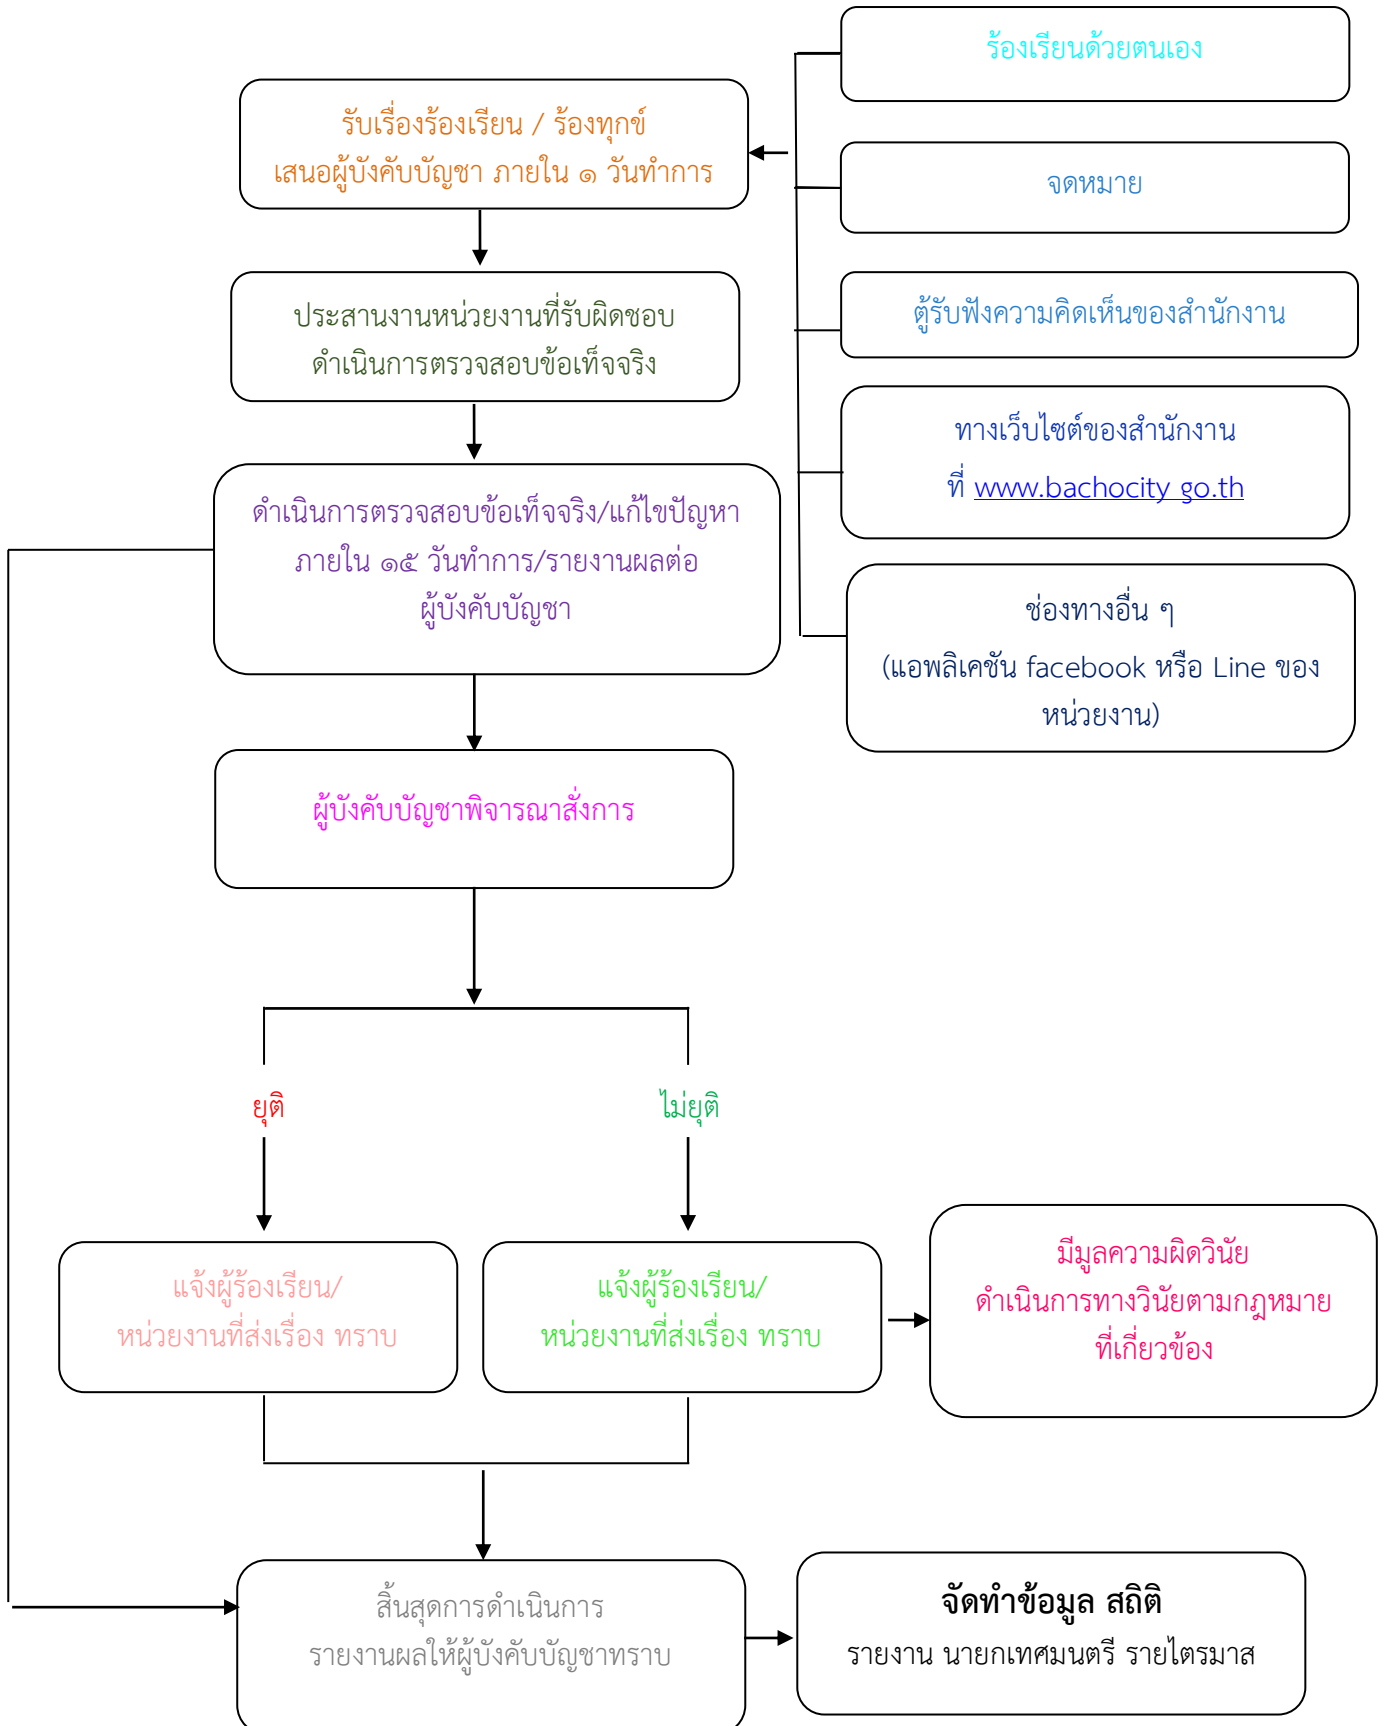 ร้องเรียนด้วยตนเอง
รับเรื่องร้องเรียน / ร้องทุกข์
เสนอผู้บังคับบัญชา ภายใน ๑ วันทำการ
จดหมาย
ประสานงานหน่วยงานที่รับผิดชอบ
ดำเนินการตรวจสอบข้อเท็จจริง
ตู้รับฟังความคิดเห็นของสำนักงาน
ทางเว็บไซต์ของสำนักงาน
ที่ www.bachocity go.th
ดำเนินการตรวจสอบข้อเท็จจริง/แก้ไขปัญหา
ภายใน ๑๕ วันทำการ/รายงานผลต่อ
ผู้บังคับบัญชา
ช่องทางอื่น ๆ
(แอพลิเคชัน facebook หรือ Line ของ
หน่วยงาน)
ผู้บังคับบัญชาพิจารณาสั่งการ
ยุติ
ไม่ยุติ
แจ้งผู้ร้องเรียน/
หน่วยงานที่ส่งเรื่อง ทราบ
แจ้งผู้ร้องเรียน/
หน่วยงานที่ส่งเรื่อง ทราบ
มีมูลความผิดวินัย
ดำเนินการทางวินัยตามกฎหมาย
ที่เกี่ยวข้อง
สิ้นสุดการดำเนินการ
รายงานผลให้ผู้บังคับบัญชาทราบ
จัดทำข้อมูล สถิติ
รายงาน นายกเทศมนตรี รายไตรมาส